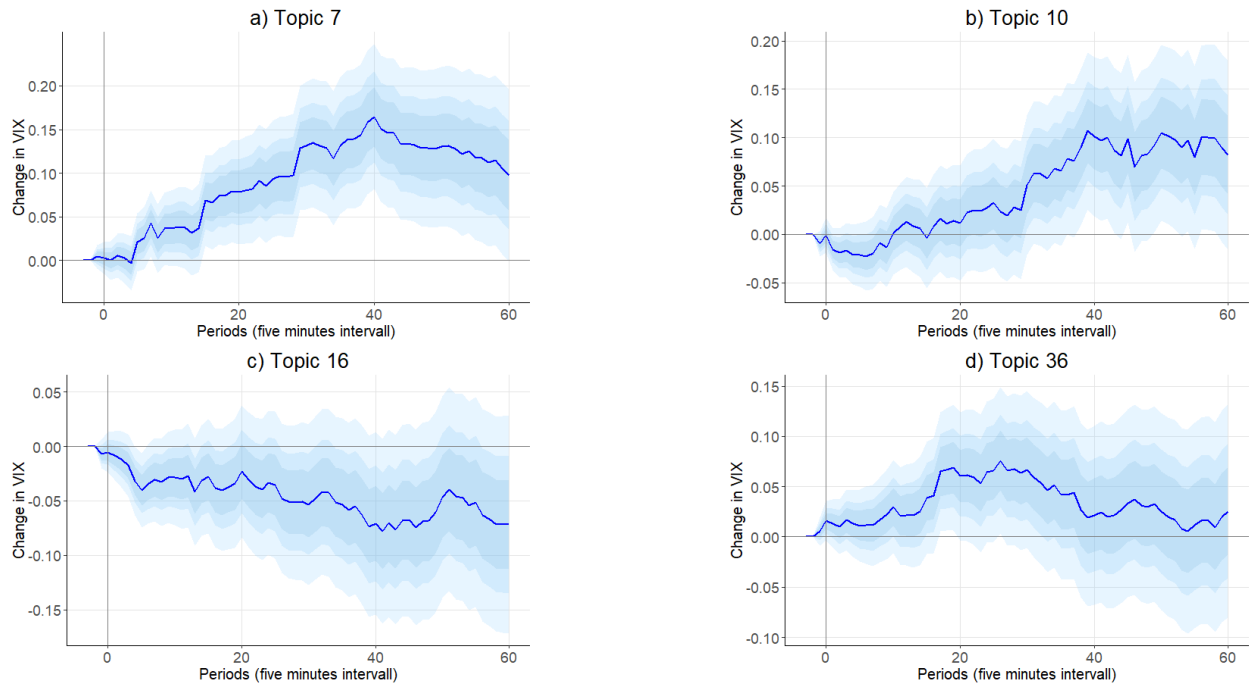 a) Topic 7
Change in VIX
0.20
0.15
0.10
0.05
0.00
0 20 40 60
Periods (five minutes intervall)
b) Topic 10
Change in VIX
0.20
0.15
0.10
0.05
0.00
-0.05
0 20 40 60
Periods (five minutes intervall)
c) Topic 16
Change in VIX
0.05
0.00
-0.05
-0.10
-0.15
0 20 40 60
Periods (five minutes intervall)
d) Topic 36
Change in VIX
0.15
0.10
0.05
0.00
-0.05
-0.10
0 20 40 60
Periods (five minutes intervall)